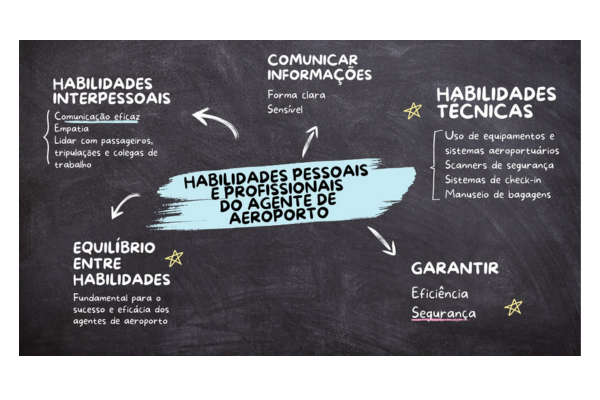 HABILIDADES
INTERPESSOAIS
Comunicação eficaz
Empatia
Lidar com passageiros,
tripulações e colegas de
trabalho
COMUNICAR
INFORMAÇÕES
Forma clara
Sensível
HABILIDADES
TÉCNICAS
Uso de equipamentos e
sistemas aeroportuários
Scanners de segurança
Sistemas de check-in
Manuseio de bagagens
HABILIDADES PESSOAIS
E PROFISSIONAIS
DO AGENTE DE
AEROPORTO
EQUILÍBRIO
ENTRE
HABILIDADES
Fundamental para o
sucesso e eficácia dos
agentes de aeroporto
GARANTIR
Eficiência
Segurança